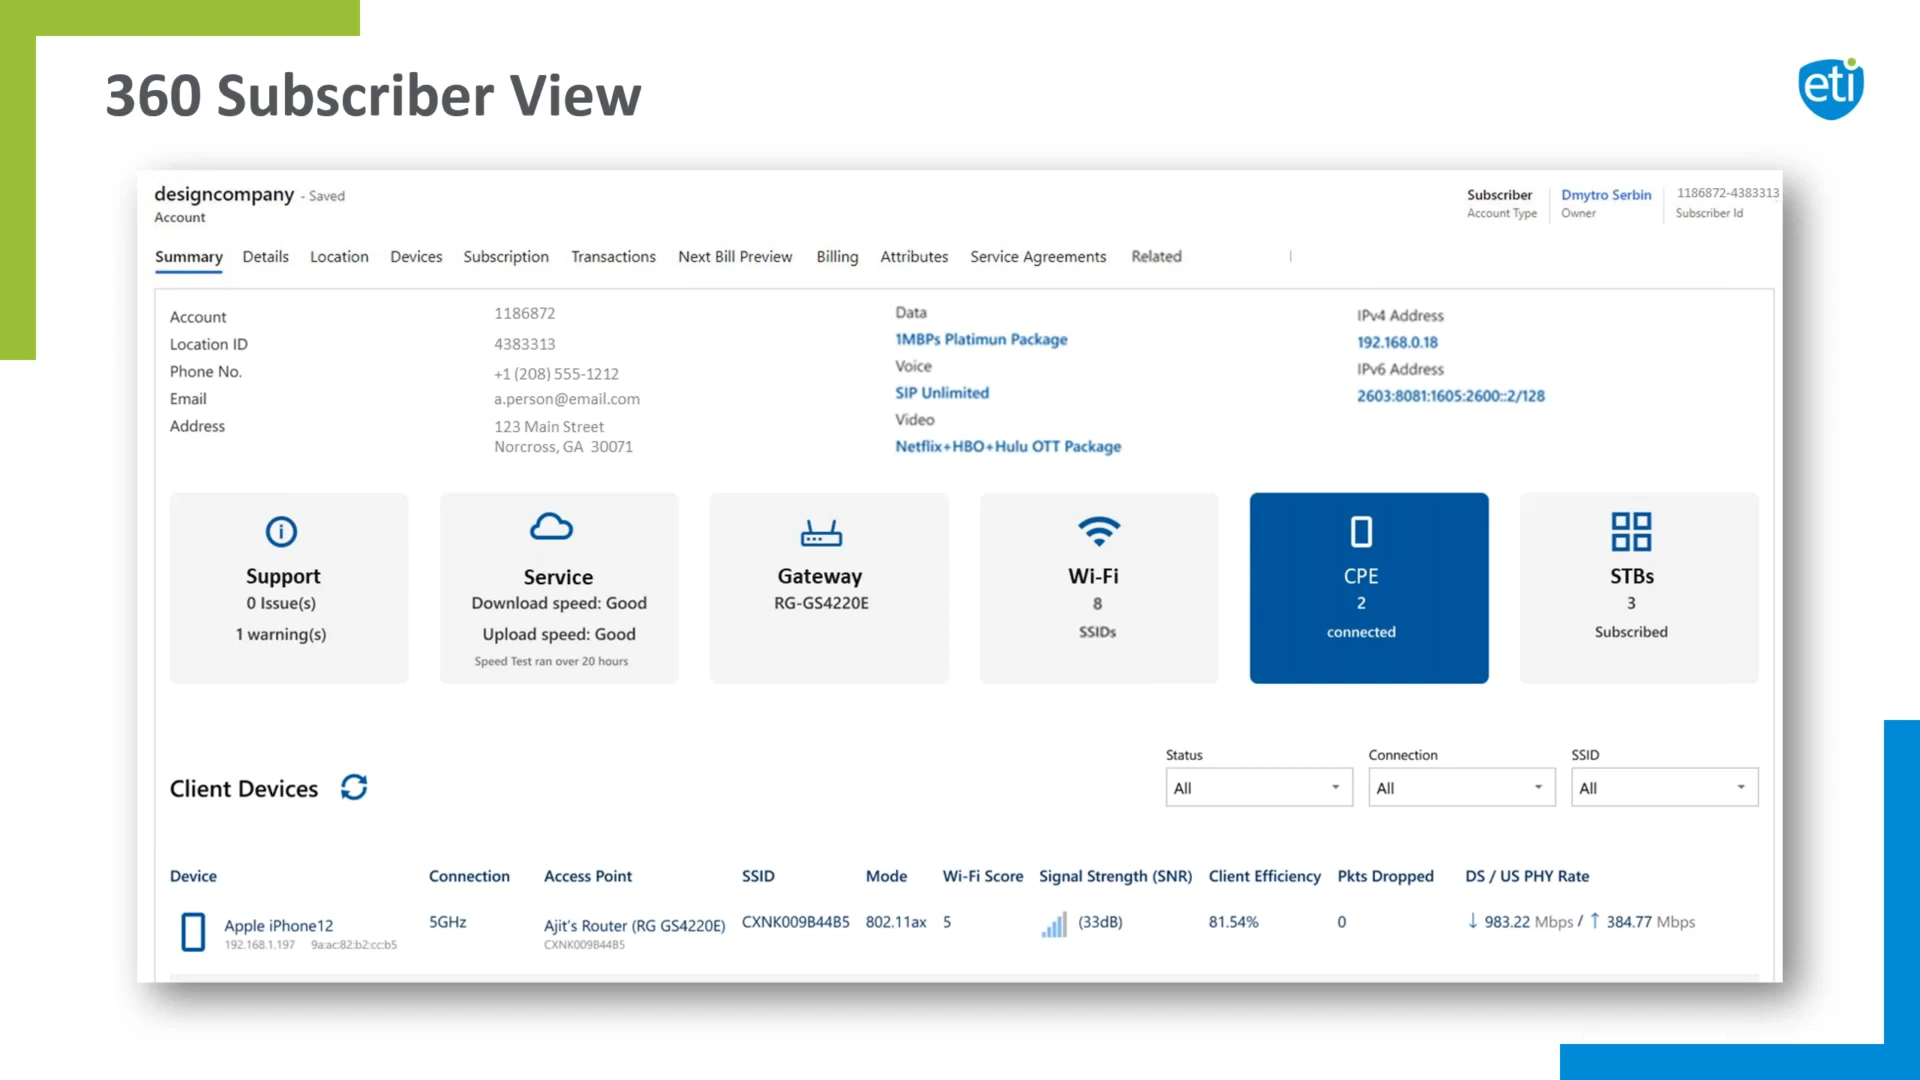 360 Subscriber View
eti
designcompany - Saved
Account
Subscriber
Account Type
Dmytro Serbin
Owner
1186872-4383313
Subscriber Id
Summary Details Location Devices Subscription Transactions Next Bill Preview Billing Attributes Service Agreements Related
Account 1186872
Location ID 4383313
Phone No. +1 (208) 555-1212
Email a.person@email.com
Address 123 Main Street
Norcross, GA 30071
Data
1MBPs Platimun Package
Voice
SIP Unlimited
Video
Netflix+HBO+Hulu OTT Package
IPv4 Address
192.168.0.18
IPv6 Address
2603:8081:1605:2600::2/128
Support
0 Issue(s)
1 warning(s)
Service
Download speed: Good
Upload speed: Good
Speed Test ran over 20 hours
Gateway
RG-GS4220E
Wi-Fi
8
SSIDs
CPE
2
connected
STBs
3
Subscribed
Client Devices
Status
All
Connection
All
SSID
All
Device Connection Access Point SSID Mode Wi-Fi Score Signal Strength (SNR) Client Efficiency Pkts Dropped DS / US PHY Rate
Apple iPhone12 5GHz Ajit's Router (RG GS4220E) CXNK009B44B5 802.11ax 5 (33dB) 81.54% 0 ↓ 983.22 Mbps / ↑ 384.77 Mbps
192.168.1.197 9a:ac:82:b2:cc:b5 CXNK009B44B5